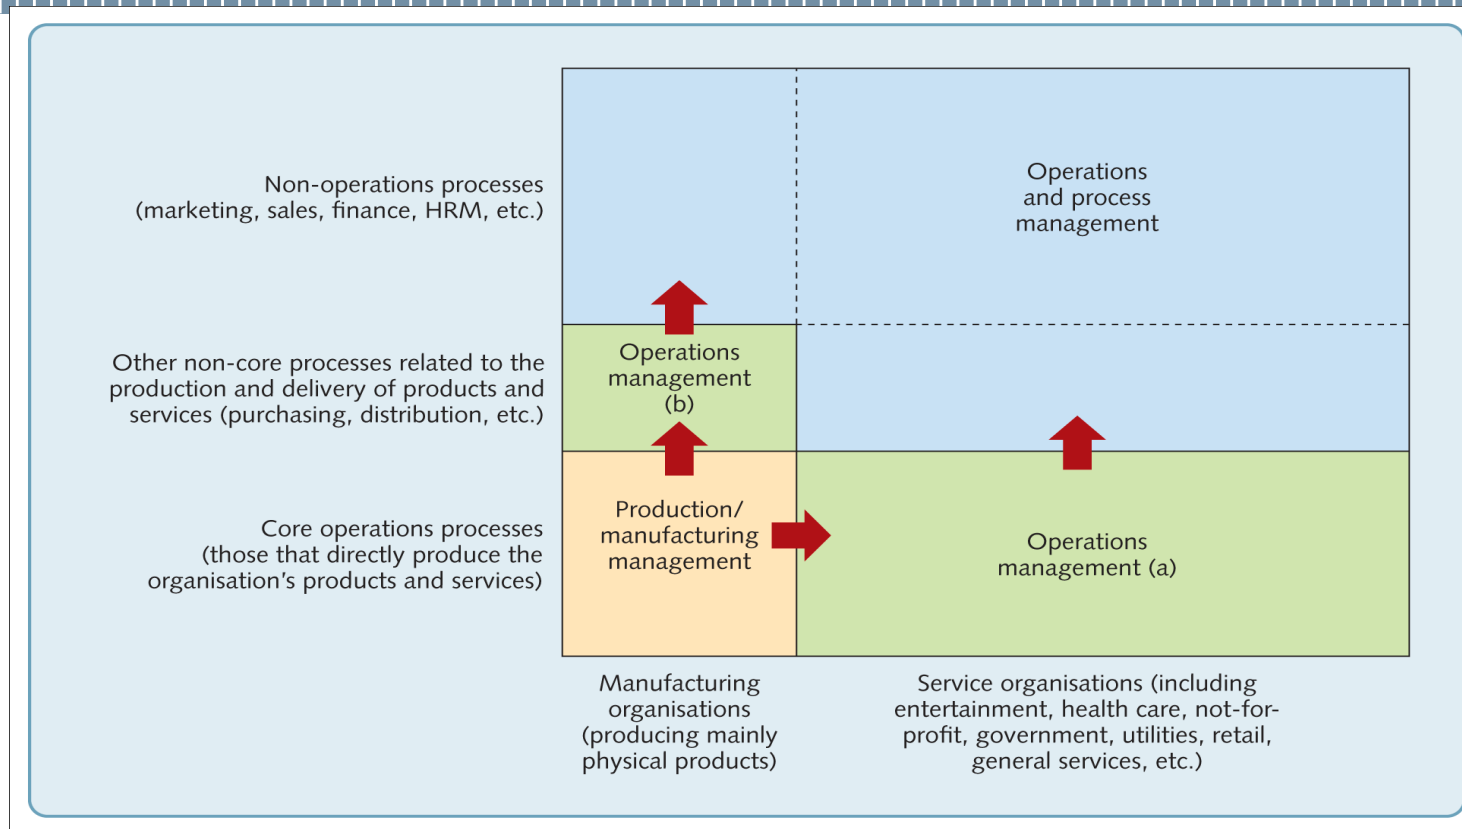 Non-operations processes
(marketing, sales, finance, HRM, etc.)
Operations
and process
management
Other non-core processes related to the
production and delivery of products and
services (purchasing, distribution, etc.)
Operations
management
(b)
Core operations processes
(those that directly produce the
organisation’s products and services)
Production/
manufacturing
management
Operations
management (a)
Manufacturing
organisations
(producing mainly
physical products)
Service organisations (including
entertainment, health care, not-for-
profit, government, utilities, retail,
general services, etc.)